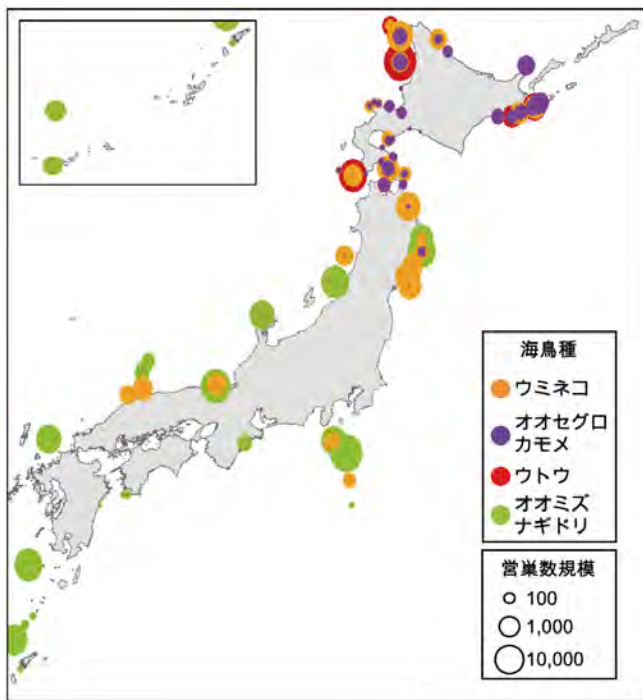 海鳥種
ウミネコ
オオセグロ
カモメ
ウトウ
オオミズ
ナギドリ
営巣数規模
100
1,000
10,000